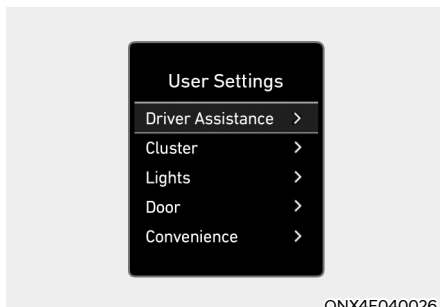 User Settings
Driver Assistance >
Cluster >
Lights >
Door >
Convenience >
ONX4E040026